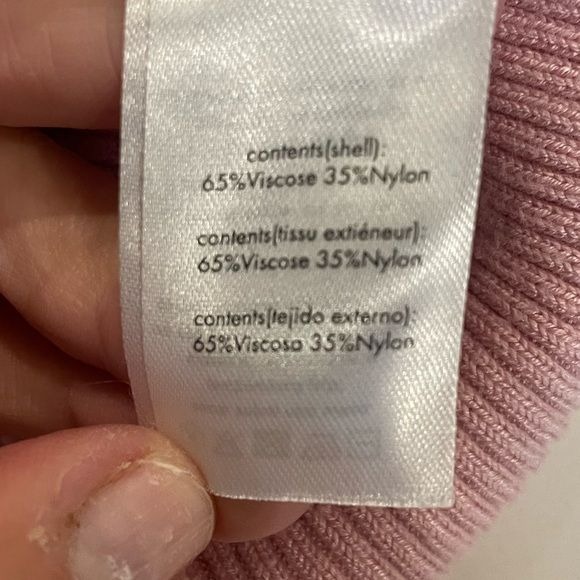 contents(shell):
65%Viscose 35%Nylon
contents(tissu extiéneur):
65%Viscose 35%Nylon
contents(tejido externo):
65%Viscosa 35%Nylon